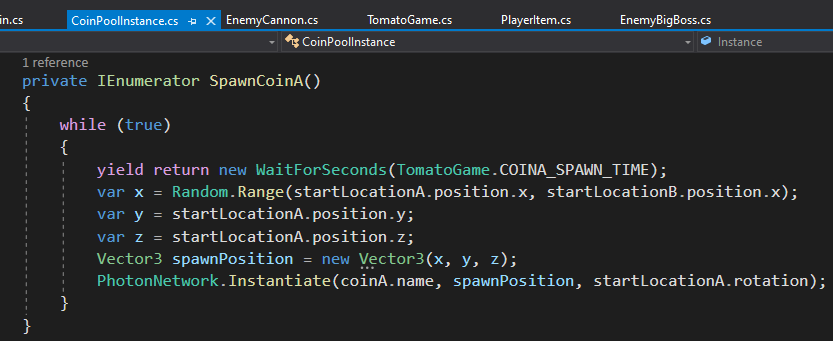 in.cs CoinPoolInstance.cs EnemyCannon.cs TomatoGame.cs PlayerItem.cs EnemyBigBoss.cs
CoinPoolInstance Instance
1 reference
private IEnumerator SpawnCoinA()
{
while (true)
{
yield return new WaitForSeconds(TomatoGame.COINA_SPAWN_TIME);
var x = Random.Range(startLocationA.position.x, startLocationB.position.x);
var y = startLocationA.position.y;
var z = startLocationA.position.z;
Vector3 spawnPosition = new Vector3(x, y, z);
PhotonNetwork.Instantiate(coinA.name, spawnPosition, startLocationA.rotation);
}
}